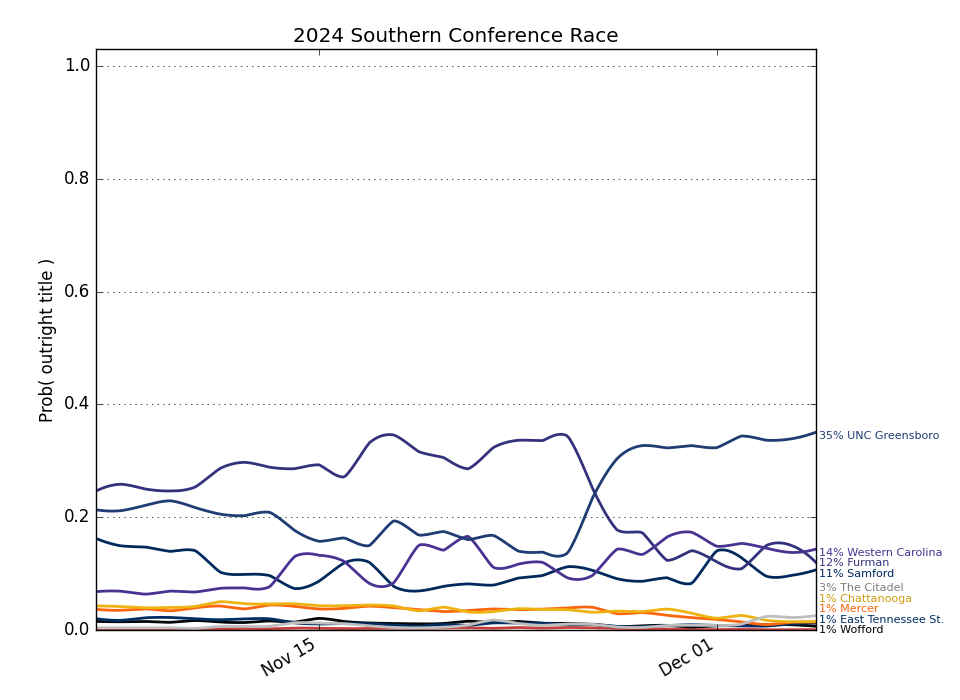 2024 Southern Conference Race
Prob( outright title )
1.0
0.8
0.6
0.4
0.2
0.0
Nov 15
Dec 01
35% UNC Greensboro
14% Western Carolina
12% Furman
11% Samford
3% The Citadel
1% Chattanooga
1% Mercer
1% East Tennessee St.
1% Wofford